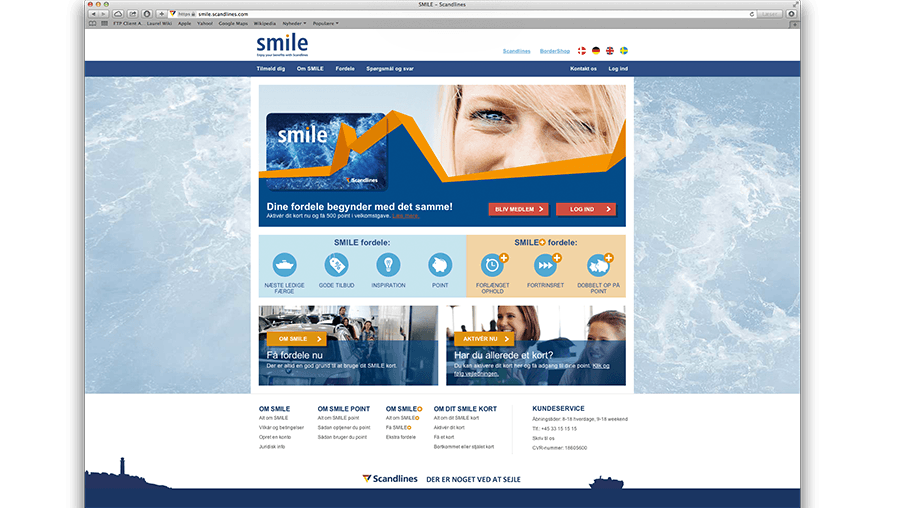 SMILE – Scandlines
https smile.scandlines.com
FTP Client A.. Laurel Wiki Apple Yahoo! Google Maps Wikipedia Nyheder Populære
smile
Enjoy your benefits with Scandlines
Scandlines BorderShop
Tilmeld dig Om SMILE Fordele Spørgsmål og svar Kontakt os Log ind
smile
Scandlines
Dine fordele begynder med det samme!
Aktivér dit kort nu og få 500 point i velkomstgave. Læs mere.
BLIV MEDLEM LOG IND
SMILE fordele:
NÆSTE LEDIGE
FÆRGE
GODE TILBUD
INSPIRATION
POINT
SMILE+ fordele:
FORLÆNGET
OPHOLD
FORTRINSRET
DOBBELT OP PÅ
POINT
OM SMILE
Få fordele nu
Der er altid en god grund til at bruge dit SMILE kort.
AKTIVÉR NU
Har du allerede et kort?
Du kan aktivere dit kort her og få adgang til dine point. Klik og
følg vejledningen.
OM SMILE
Alt om SMILE
Vilkår og betingelser
Opret en konto
Juridisk info
OM SMILE POINT
Alt om SMILE point
Sådan optjener du point
Sådan bruger du point
OM SMILE+
Alt om SMILE+
Få SMILE+
Ekstra fordele
OM DIT SMILE KORT
Alt om dit SMILE kort
Aktivér dit kort
Få et kort
Bortkommet eller stjålet kort
KUNDESERVICE
Åbningstider: 8-18 hverdage, 9-18 weekend
Tlf.: +45 33 15 15 15
Skriv til os
Scandlines DER ER NOGET VED AT SEJLE